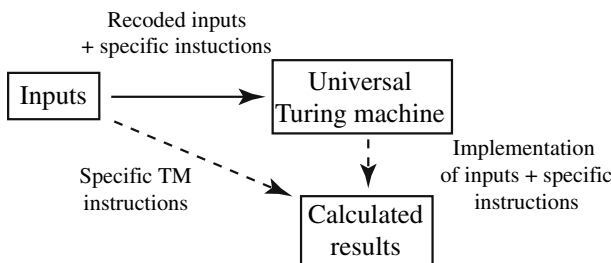 Recoded inputs
+ specific instuctions
Inputs
Universal
Turing machine
Specific TM
instructions
Implementation
of inputs + specific
instructions
Calculated
results